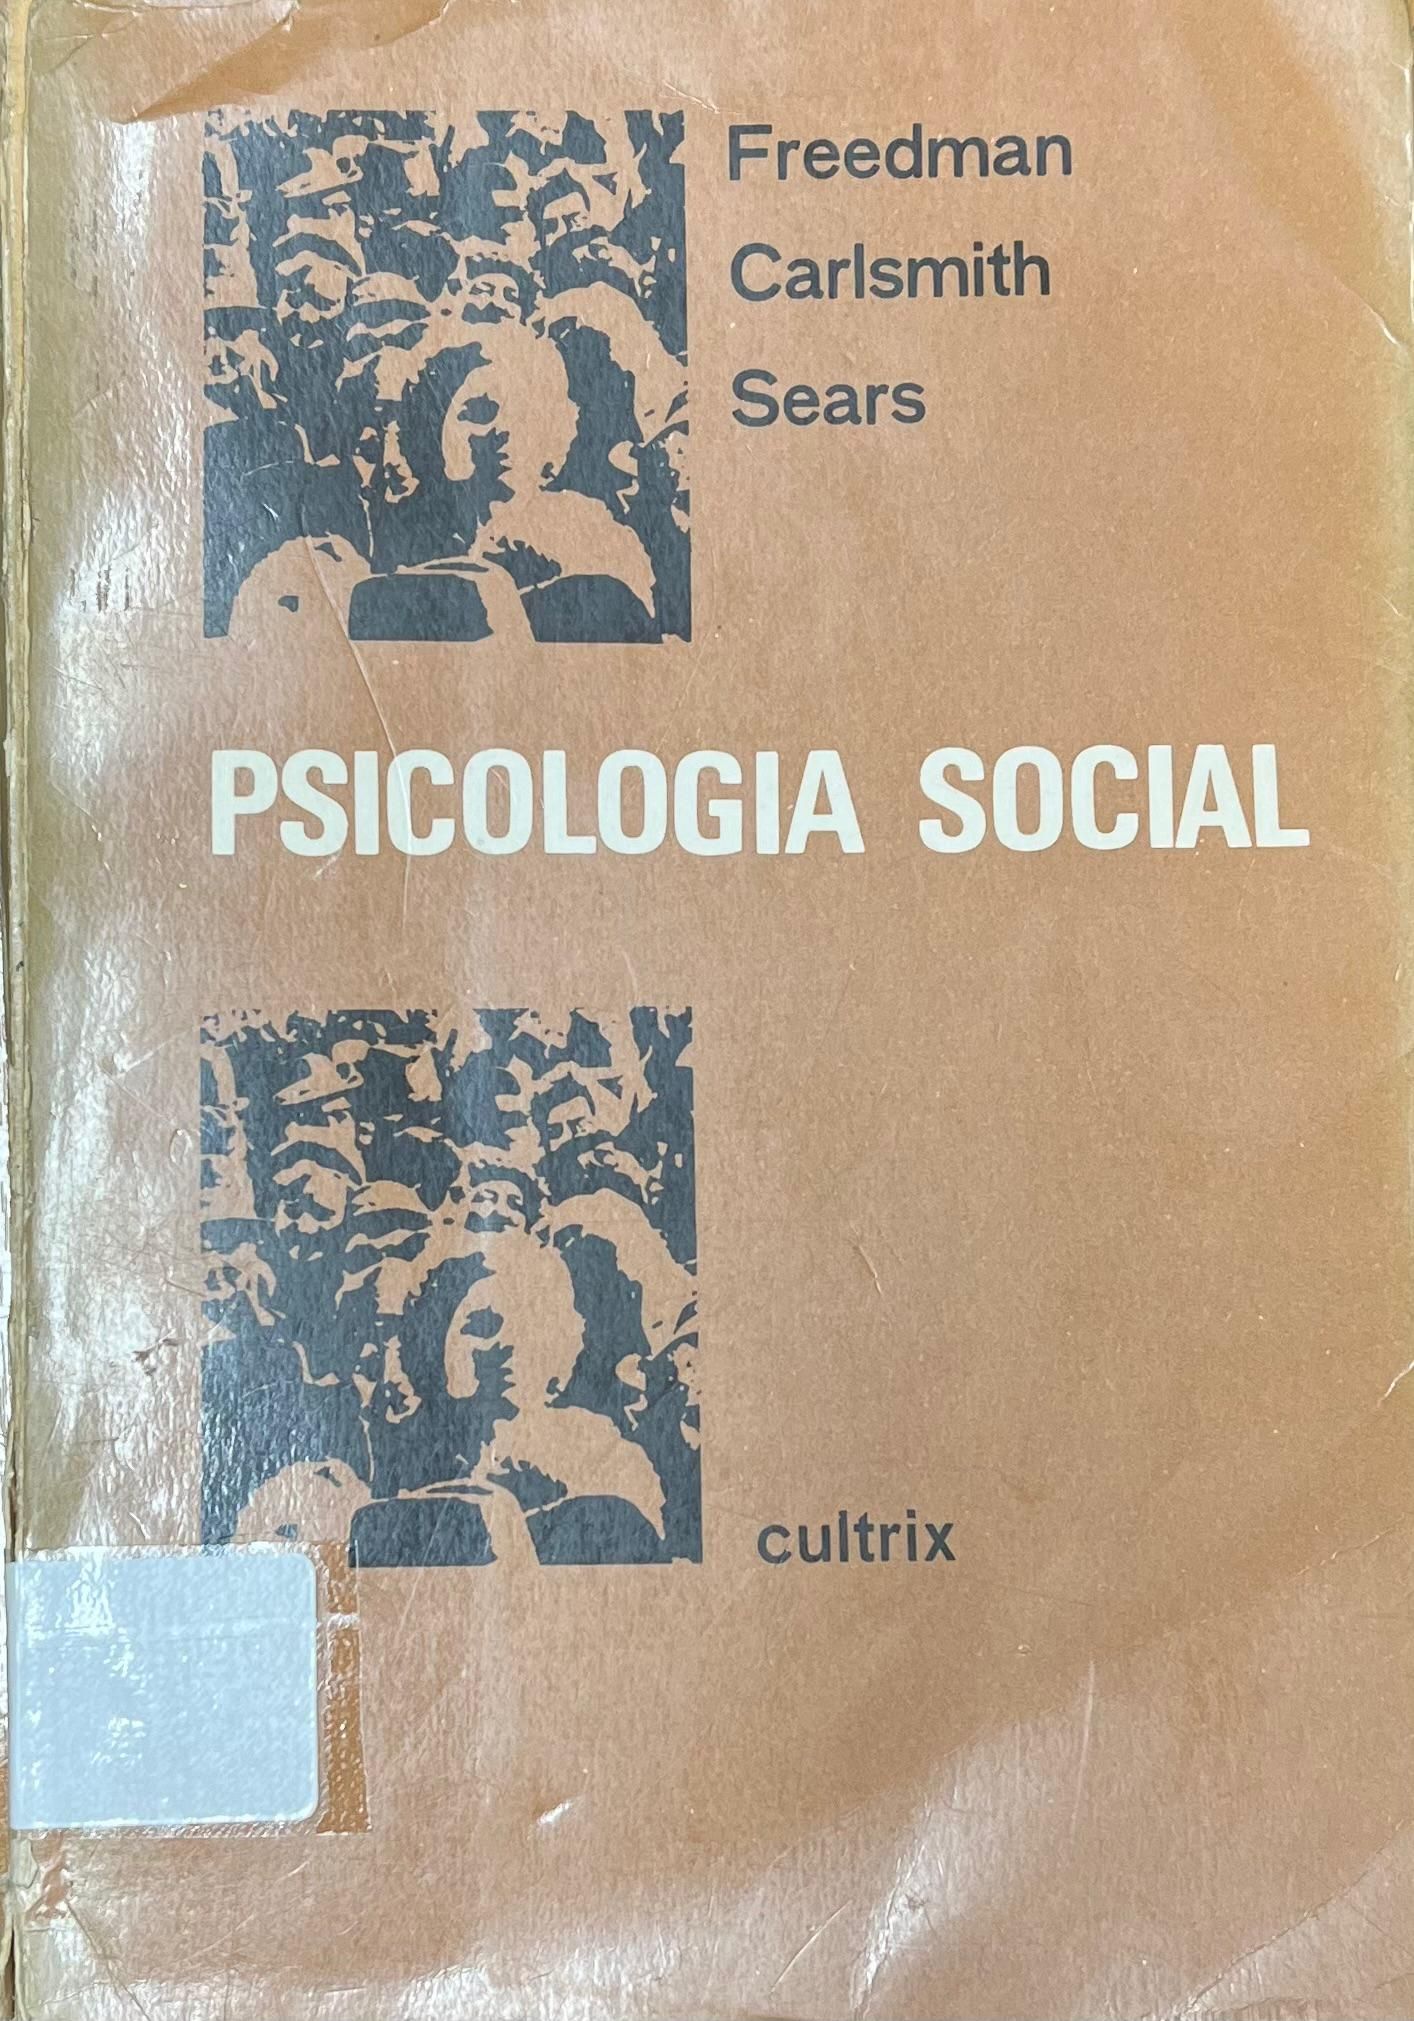 Freedman
Carlsmith
Sears
PSICOLOGIA SOCIAL
cultrix